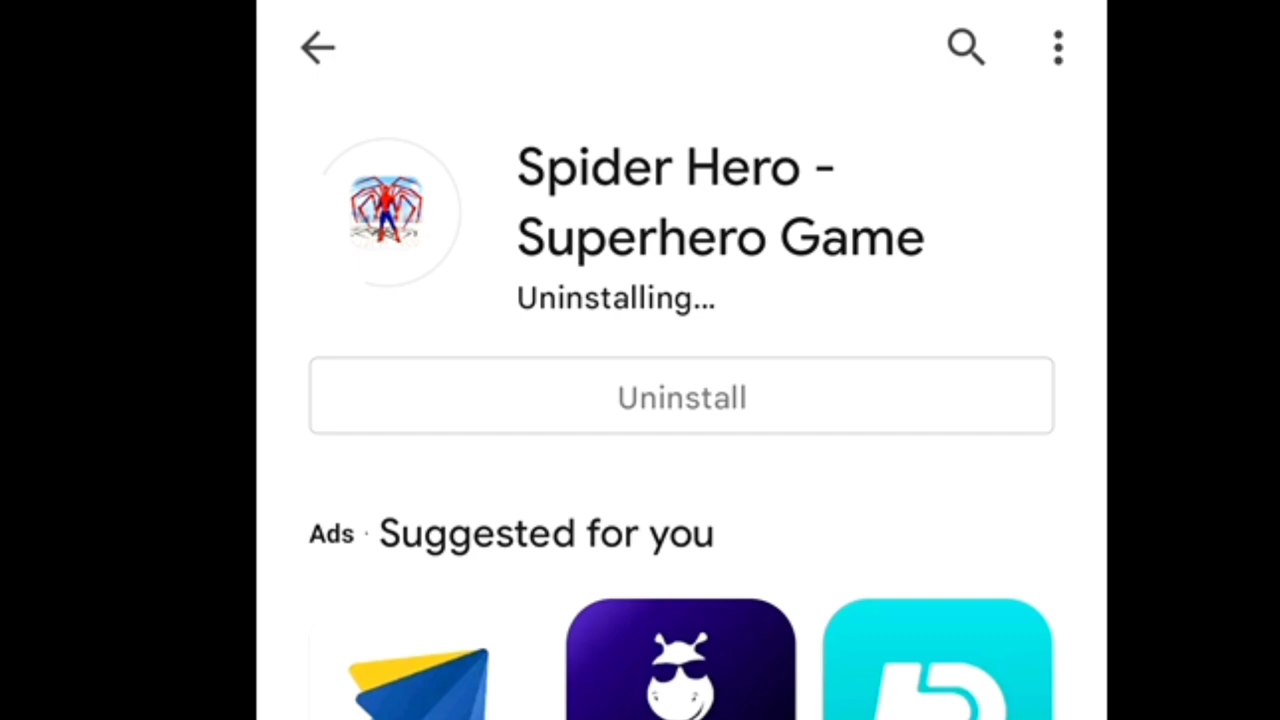 Spider Hero -
Superhero Game
Uninstalling...
Uninstall
Ads · Suggested for you